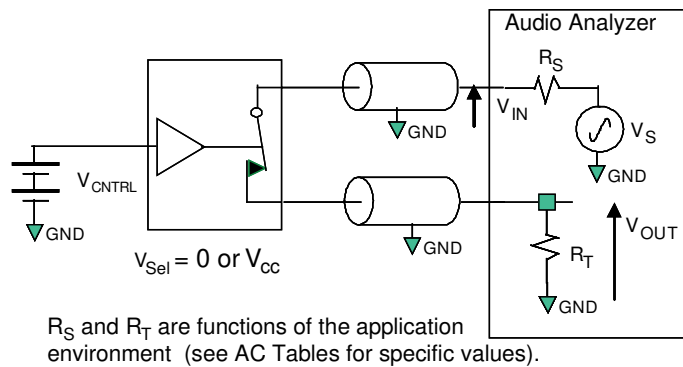 Audio Analyzer
R_S
V_IN
GND
V_S
GND
V_CNTRL
GND
GND
V_OUT
R_T
V_Sel = 0 or V_cc
GND
R_S and R_T are functions of the application
environment (see AC Tables for specific values).